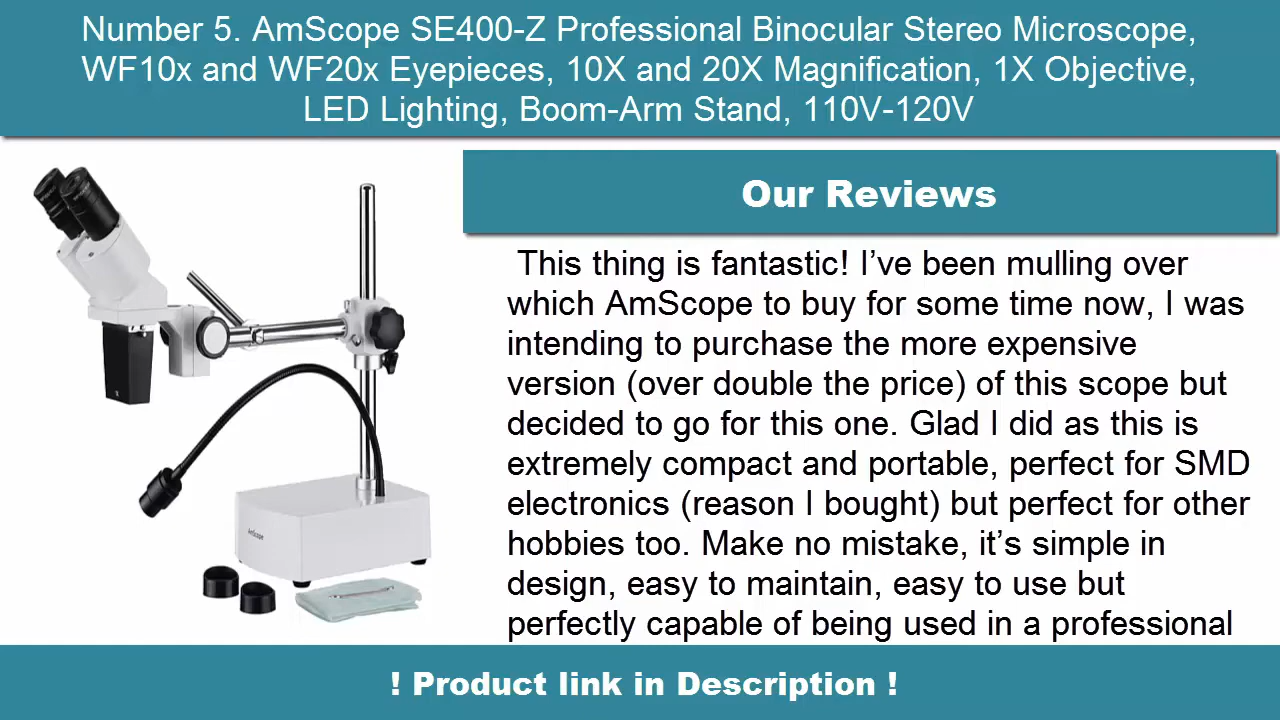 Number 5. AmScope SE400-Z Professional Binocular Stereo Microscope,
WF10x and WF20x Eyepieces, 10X and 20X Magnification, 1X Objective,
LED Lighting, Boom-Arm Stand, 110V-120V
Our Reviews
This thing is fantastic! I’ve been mulling over
which AmScope to buy for some time now, I was
intending to purchase the more expensive
version (over double the price) of this scope but
decided to go for this one. Glad I did as this is
extremely compact and portable, perfect for SMD
electronics (reason I bought) but perfect for other
hobbies too. Make no mistake, it’s simple in
design, easy to maintain, easy to use but
perfectly capable of being used in a professional
AmScope
! Product link in Description !